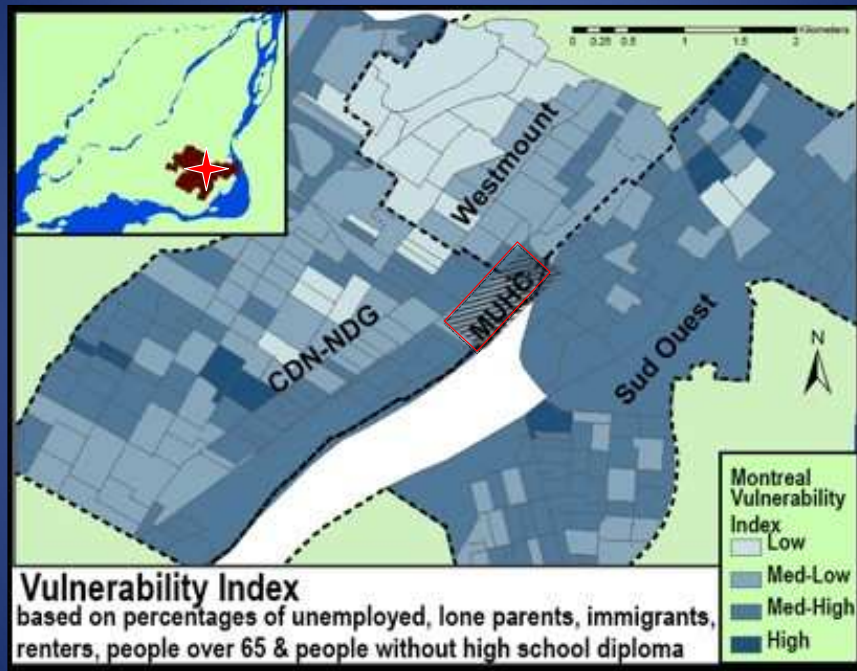 0 0.25 0.5 1 1.5 2
Kilometers
Westmount
MUHC
CDN-NDG
Sud Ouest
N
Montreal
Vulnerability
Index
Low
Med-Low
Med-High
High
Vulnerability Index
based on percentages of unemployed, lone parents, immigrants,
renters, people over 65 & people without high school diploma